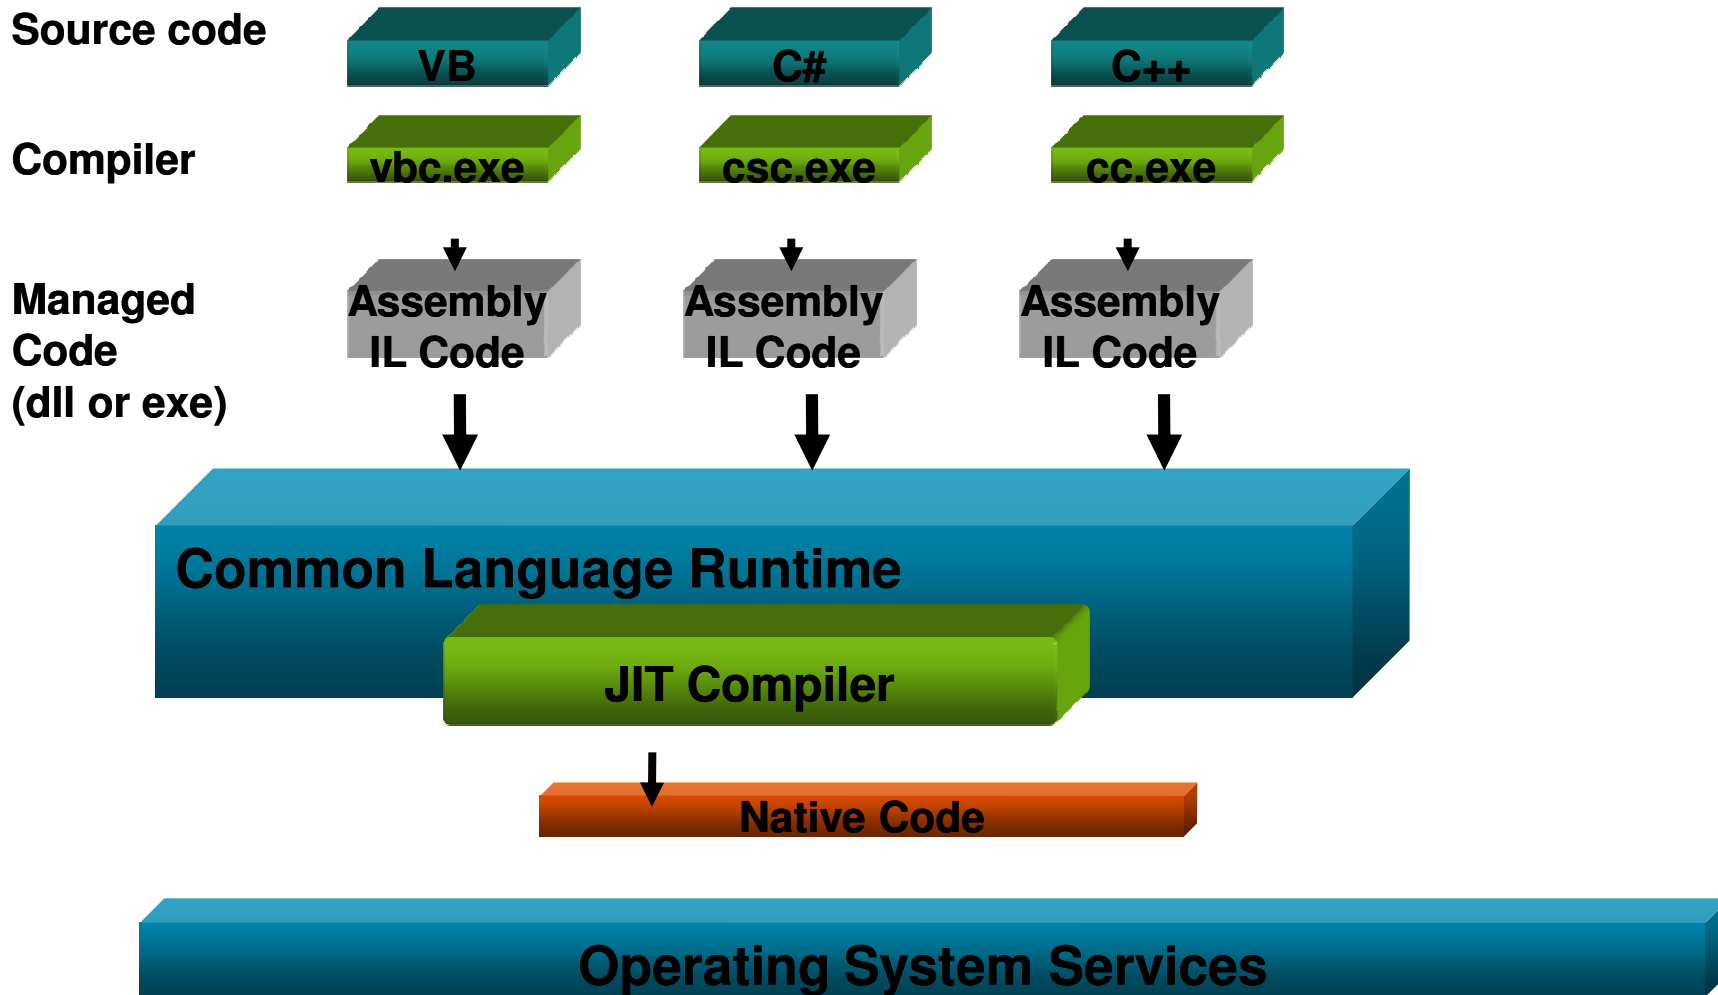 Source code
VB
C#
C++
Compiler
vbc.exe
csc.exe
cc.exe
Managed
Code
(dll or exe)
Assembly
IL Code
Assembly
IL Code
Assembly
IL Code
Common Language Runtime
JIT Compiler
Native Code
Operating System Services